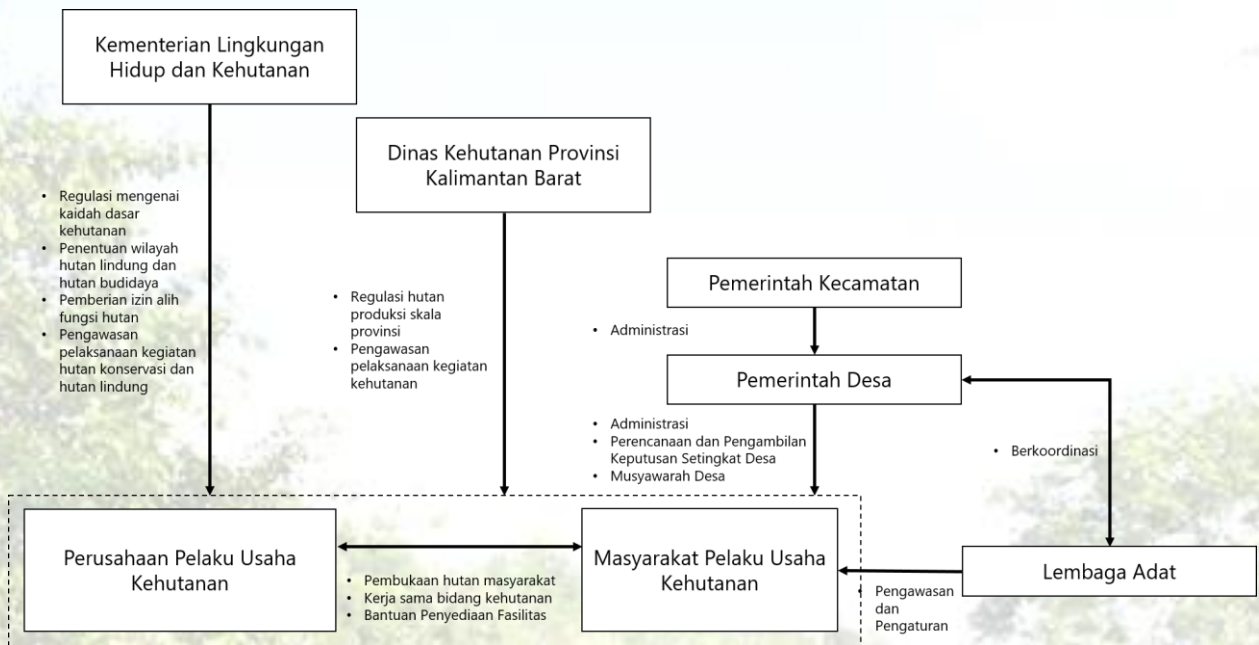 Kementerian Lingkungan
Hidup dan Kehutanan
Dinas Kehutanan Provinsi
Kalimantan Barat
• Regulasi mengenai
kaidah dasar
kehutanan
• Penentuan wilayah
hutan lindung dan
hutan budidaya
• Pemberian izin alih
fungsi hutan
• Pengawasan
pelaksanaan kegiatan
hutan konservasi dan
hutan lindung
• Regulasi hutan
produksi skala
provinsi
• Pengawasan
pelaksanaan kegiatan
kehutanan
Pemerintah Kecamatan
• Administrasi
Pemerintah Desa
• Administrasi
• Perencanaan dan Pengambilan
Keputusan Setingkat Desa
• Musyawarah Desa
• Berkoordinasi
Perusahaan Pelaku Usaha
Kehutanan
• Pembukaan hutan masyarakat
• Kerja sama bidang kehutanan
• Bantuan Penyediaan Fasilitas
Masyarakat Pelaku Usaha
Kehutanan
• Pengawasan
dan
Pengaturan
Lembaga Adat